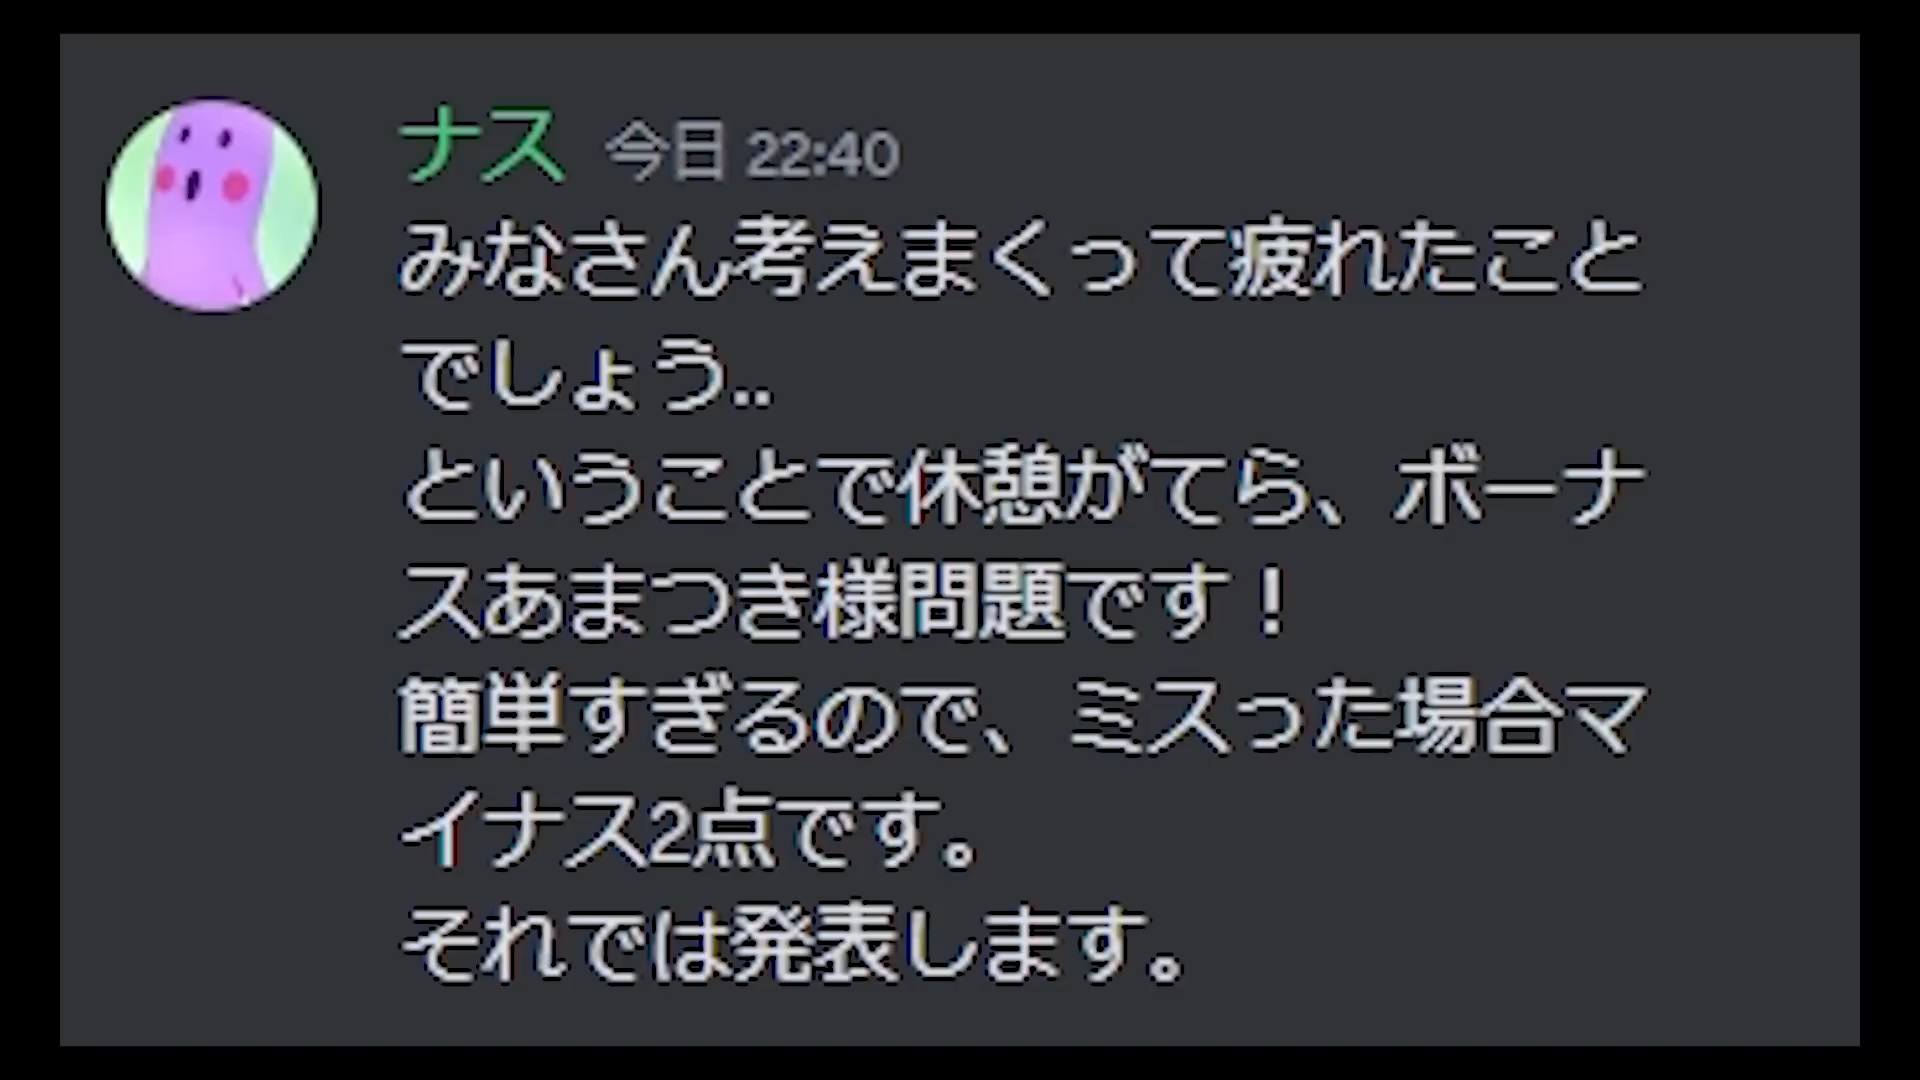 ナス 今日 22:40
みなさん考えまくって疲れたこと
でしょう..
ということで休憩がてら、ボーナ
スあまつき様問題です！
簡単すぎるので、ミスった場合マ
イナス2点です。
それでは発表します。